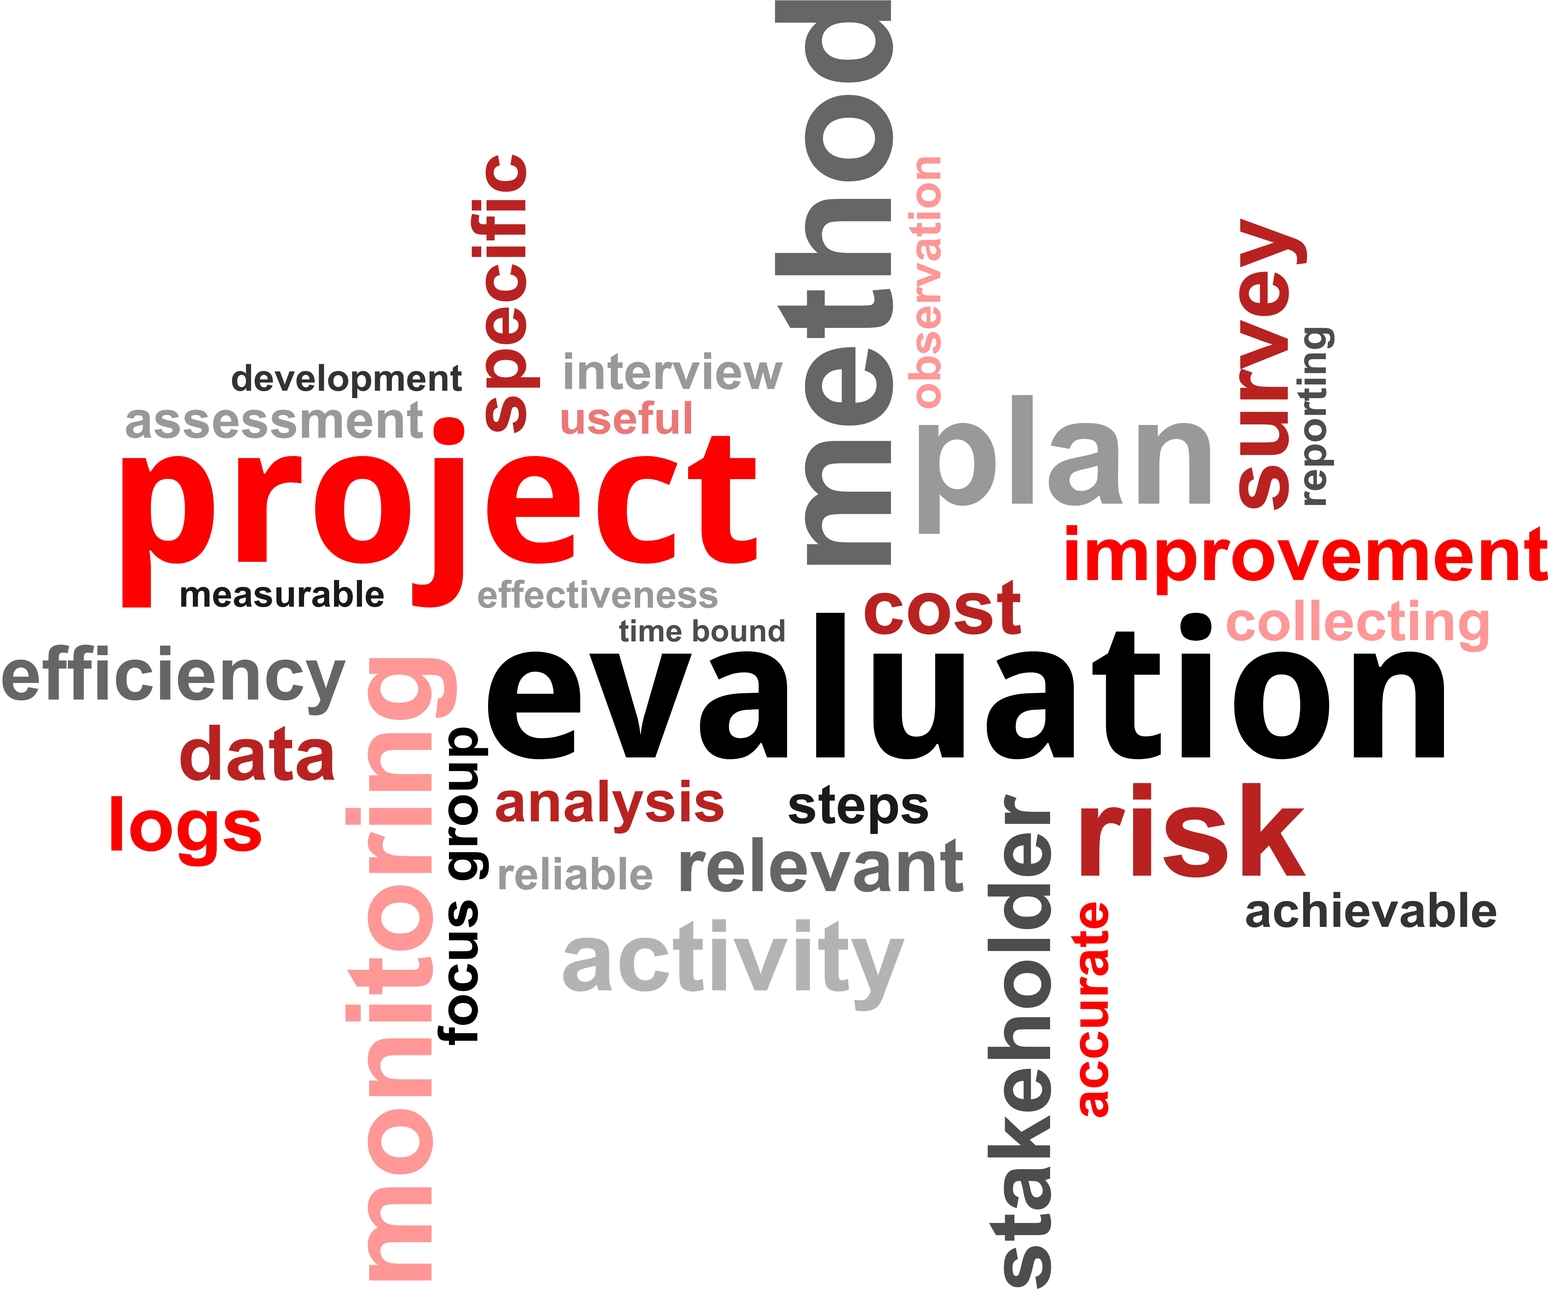 method
specific
observation
survey
reporting
development
interview
assessment
useful
project
plan
improvement
measurable
effectiveness
cost
collecting
time bound
evaluation
efficiency
monitoring
data
focus group
logs
analysis
steps
risk
stakeholder
reliable
relevant
achievable
accurate
activity